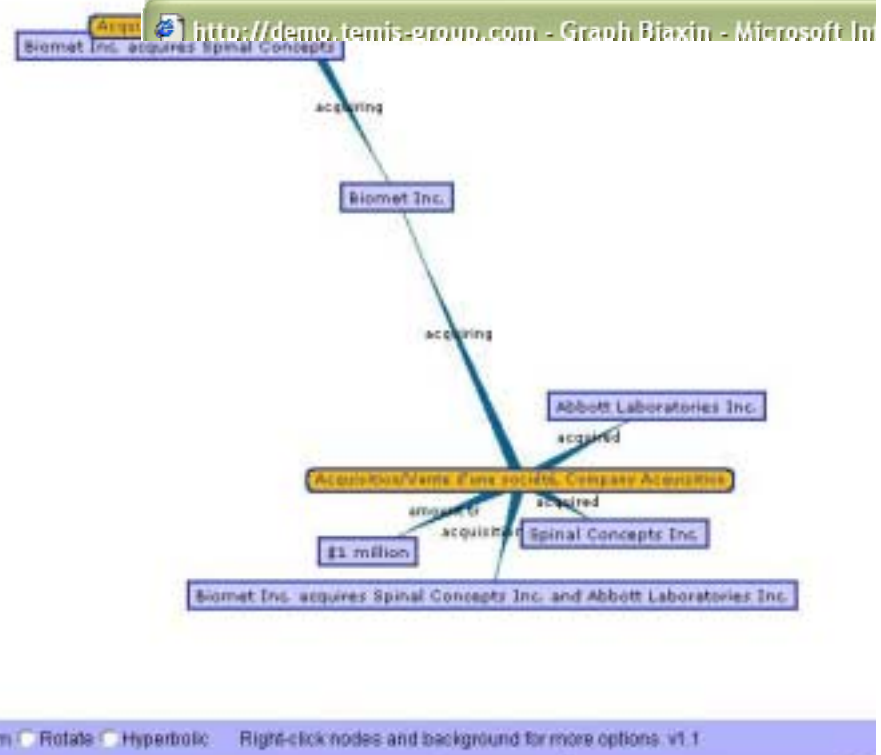 http://demo.temis-group.com - Graph Biaxin - Microsoft Int
Biomet Inc. acquires Spinal Concepts
acquiring
Biomet Inc.
acquiring
Abbott Laboratories Inc.
acquired
Acquisition/Vente d'une société, Company Acquisition
acquired
amount
acquisition
Spinal Concepts Inc.
$1 million
Biomet Inc. acquires Spinal Concepts Inc. and Abbott Laboratories Inc.
Rotate Hyperbolic Right-click nodes and background for more options. v1.1